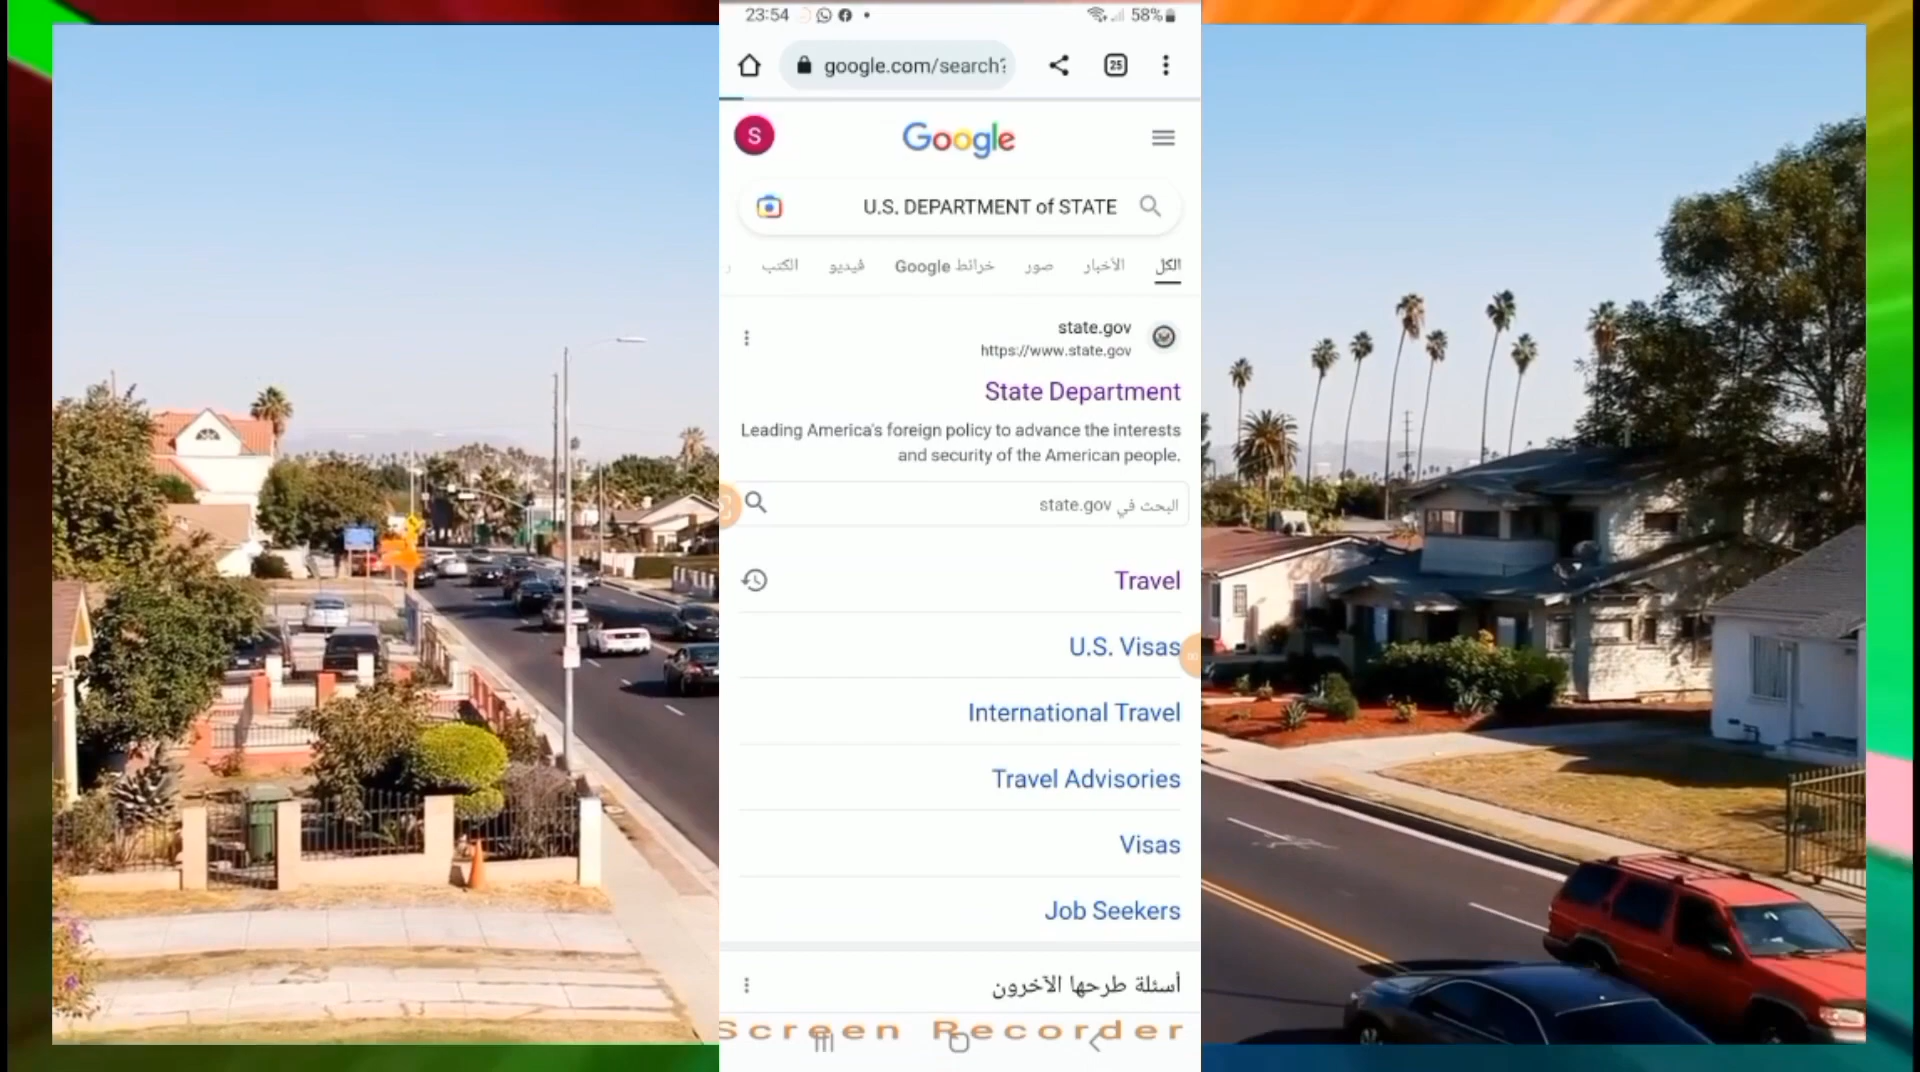 23:54
58%
google.com/search?
25
S
Google
U.S. DEPARTMENT of STATE
الكل
الأخبار
صور
خرائط Google
فيديو
الكتب
state.gov
https://www.state.gov
State Department
Leading America's foreign policy to advance the interests
and security of the American people.
البحث في state.gov
Travel
U.S. Visas
International Travel
Travel Advisories
Visas
Job Seekers
أسئلة طرحها الآخرون
Screen Recorder